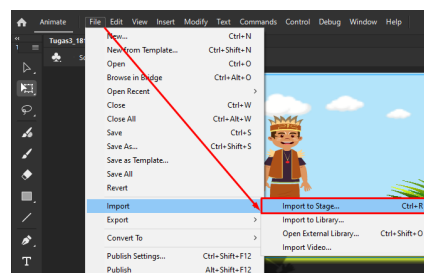 Animate File Edit View Insert Modify Text Commands Control Debug Window Help
1 Tugas3_18
New... Ctrl+N
New from Template... Ctrl+Shift+N
Open Ctrl+O
Browse in Bridge Ctrl+Alt+O
Open Recent >
Close Ctrl+W
Close All Ctrl+Alt+W
Save Ctrl+S
Save As... Ctrl+Shift+S
Save as Template...
Save All
Revert
Import > Import to Stage... Ctrl+R
Export > Import to Library...
Convert To > Open External Library... Ctrl+Shift+O
Import Video...
Publish Settings... Ctrl+Shift+F12
Publish Alt+Shift+F12
T